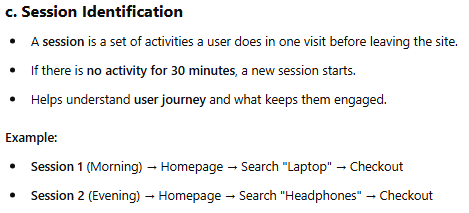 c. Session Identification
• A session is a set of activities a user does in one visit before leaving the site.
• If there is no activity for 30 minutes, a new session starts.
• Helps understand user journey and what keeps them engaged.
Example:
• Session 1 (Morning) → Homepage → Search "Laptop" → Checkout
• Session 2 (Evening) → Homepage → Search "Headphones" → Checkout